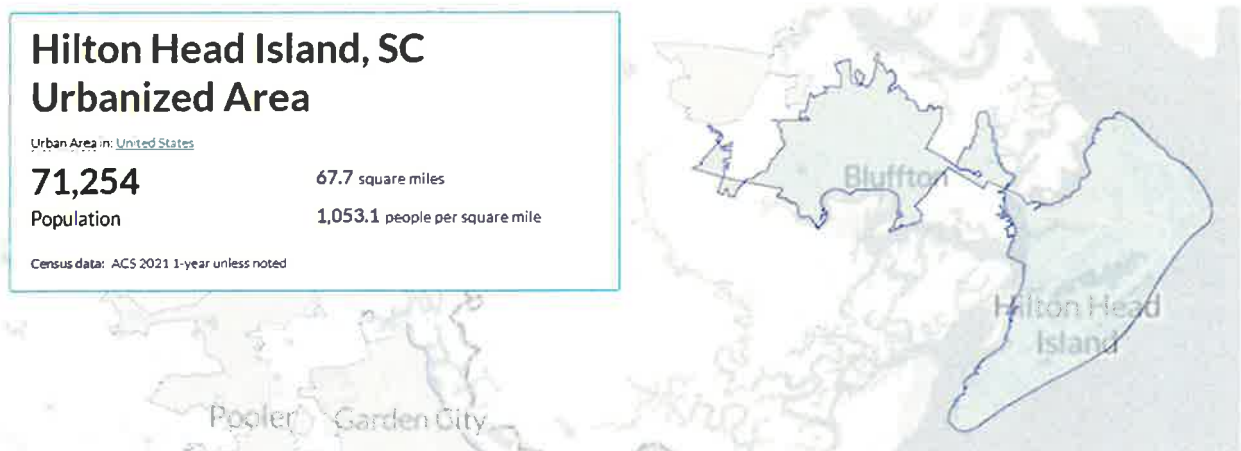 Hilton Head Island, SC
Urbanized Area
Urban Area in: United States
71,254
Population
67.7 square miles
1,053.1 people per square mile
Census data: ACS 2021 1-year unless noted
Bluffton
Hilton Head
Island
Pooler
Garden City